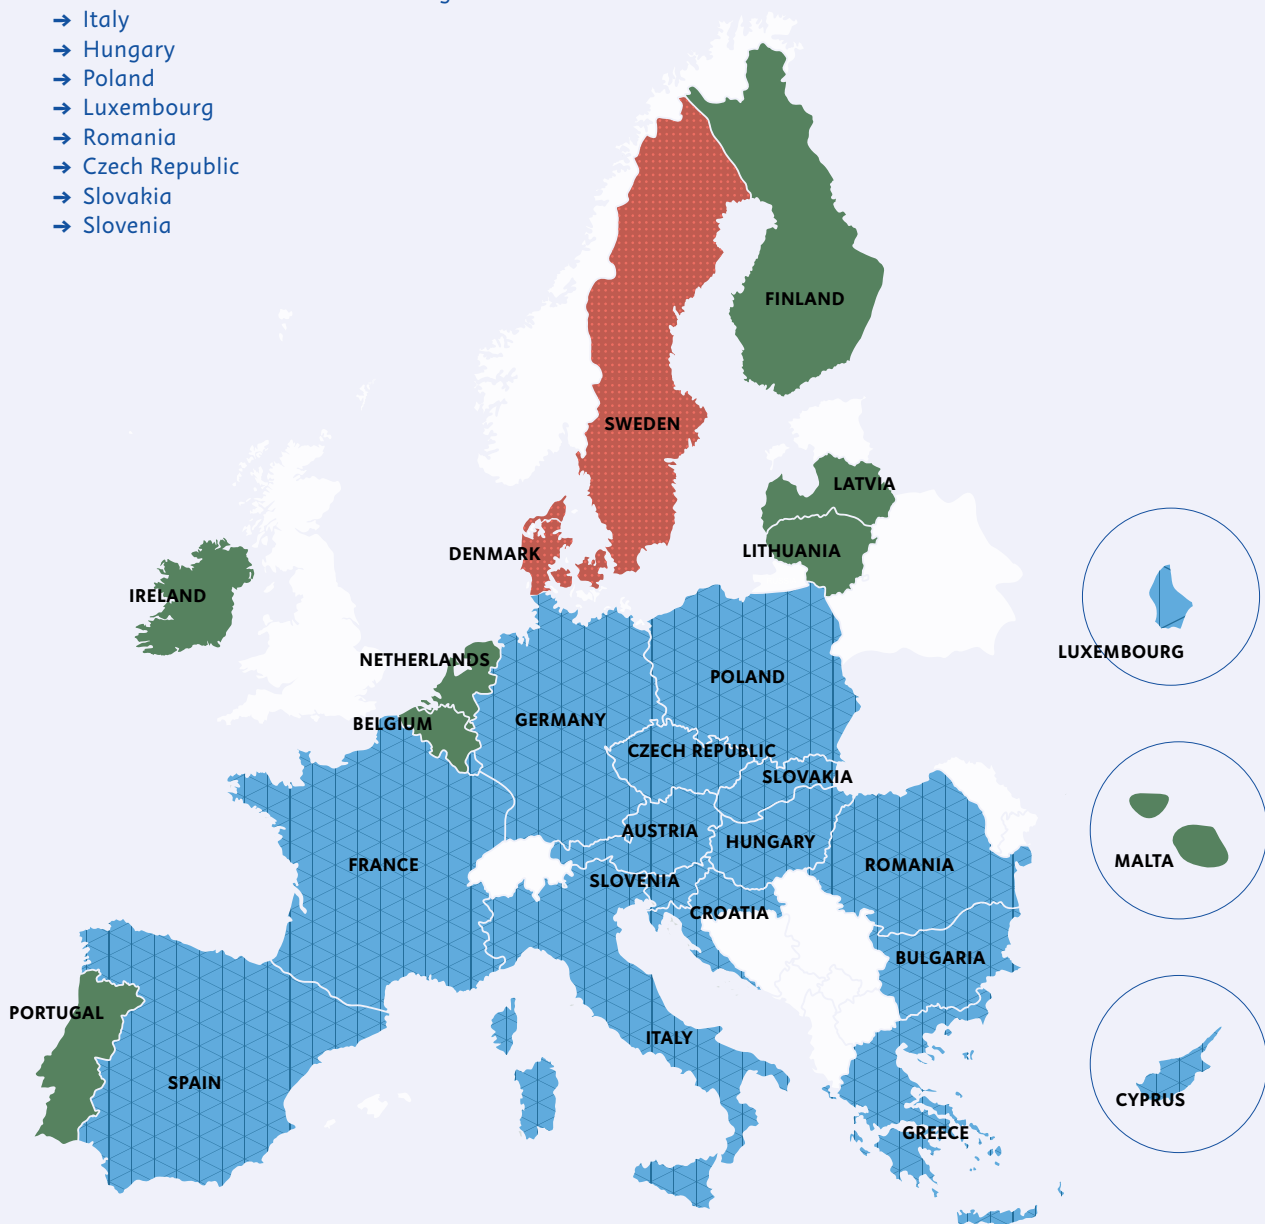 → Italy
→ Hungary
→ Poland
→ Luxembourg
→ Romania
→ Czech Republic
→ Slovakia
→ Slovenia
FINLAND
SWEDEN
LATVIA
DENMARK
LITHUANIA
IRELAND
LUXEMBOURG
NETHERLANDS
POLAND
BELGIUM
GERMANY
CZECH REPUBLIC
SLOVAKIA
AUSTRIA
HUNGARY
MALTA
FRANCE
ROMANIA
SLOVENIA
CROATIA
BULGARIA
PORTUGAL
ITALY
SPAIN
CYPRUS
GREECE